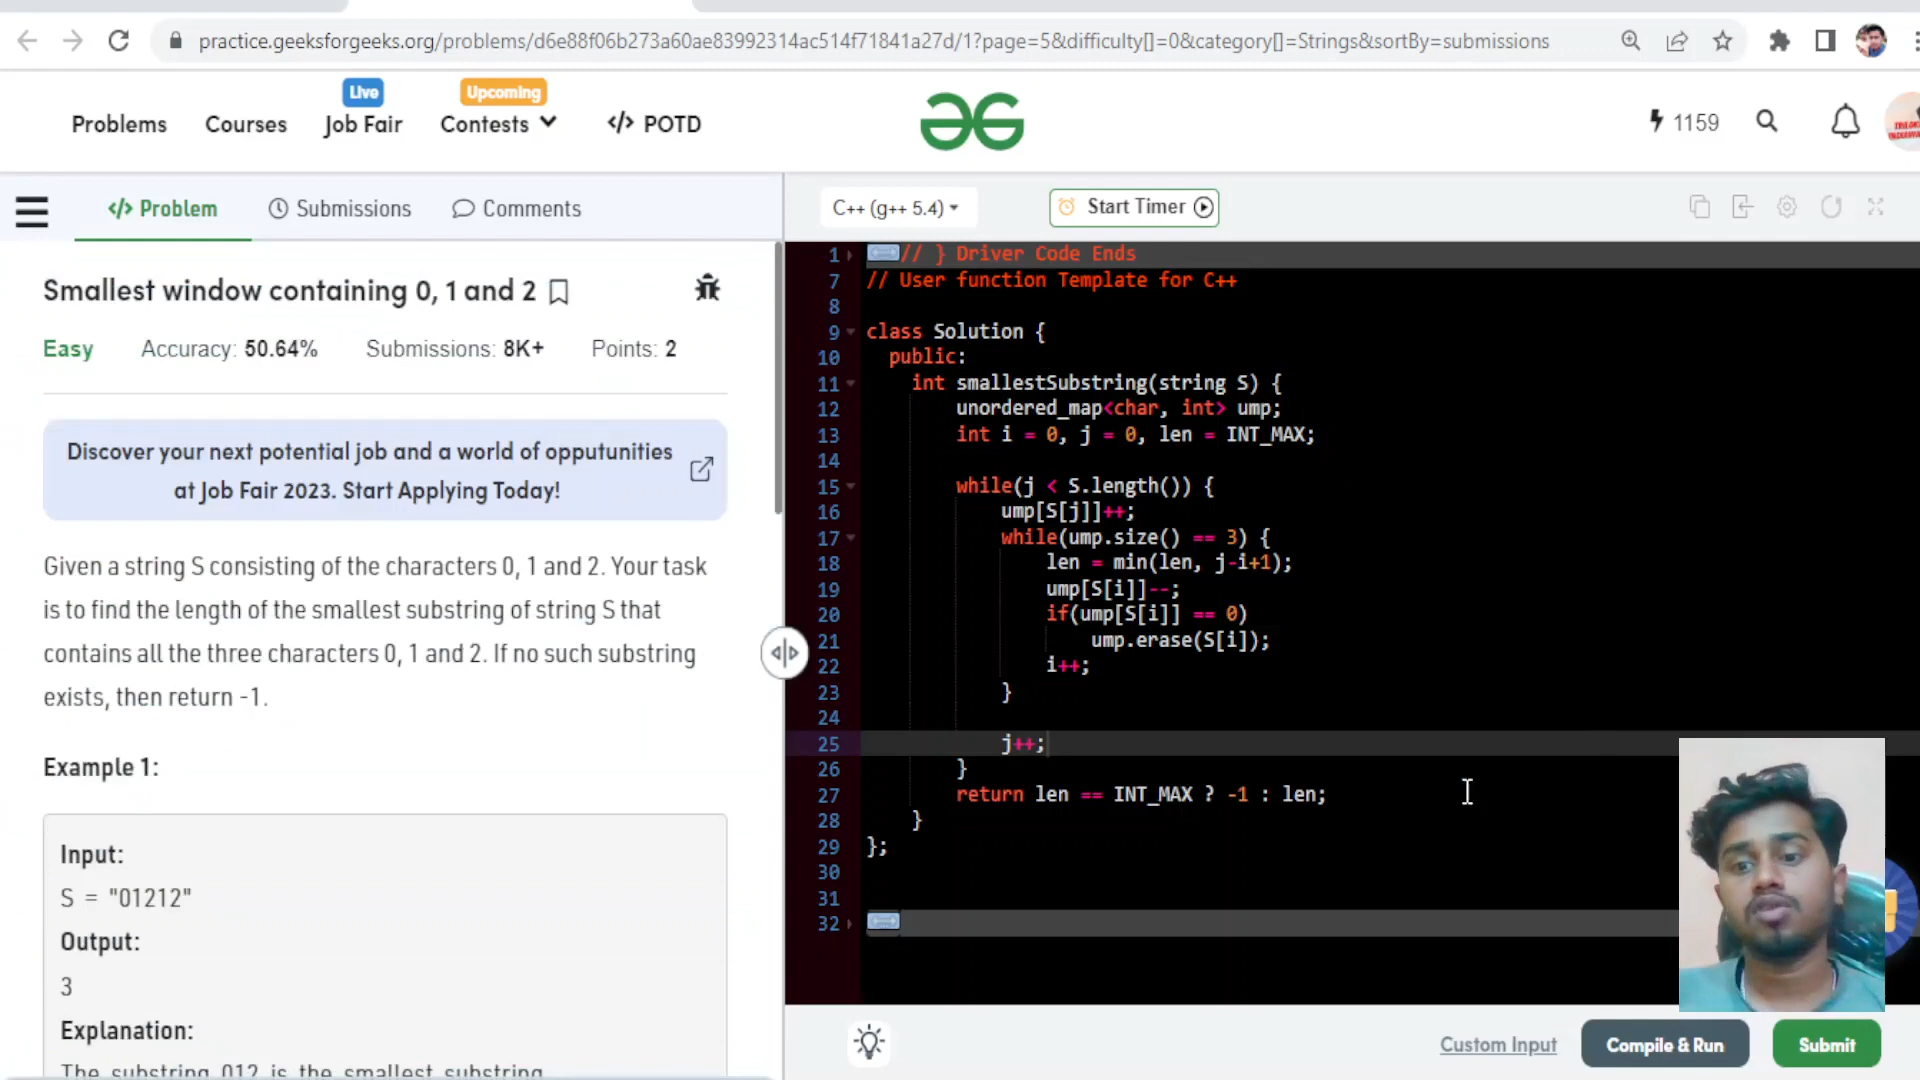 practice.geeksforgeeks.org/problems/d6e88f06b273a60ae83992314ac514f71841a27d/1?page=5&difficulty[]=0&category[]=Strings&sortBy=submissions
Live
Upcoming
Problems
Courses
Job Fair
Contests
</> POTD
1159
</> Problem
Submissions
Comments
C++ (g++ 5.4)
Start Timer
Smallest window containing 0, 1 and 2
Easy
Accuracy: 50.64%
Submissions: 8K+
Points: 2
Discover your next potential job and a world of opputunities
at Job Fair 2023. Start Applying Today!
Given a string S consisting of the characters 0, 1 and 2. Your task
is to find the length of the smallest substring of string S that
contains all the three characters 0, 1 and 2. If no such substring
exists, then return -1.
Example 1:
Input:
S = "01212"
Output:
3
Explanation:
The substring 012 is the smallest substring
1 // } Driver Code Ends
7 // User function Template for C++
8
9 class Solution {
10 public:
11 int smallestSubstring(string S) {
12 unordered_map<char, int> ump;
13 int i = 0, j = 0, len = INT_MAX;
14
15 while(j < S.length()) {
16 ump[S[j]]++;
17 while(ump.size() == 3) {
18 len = min(len, j-i+1);
19 ump[S[i]]--;
20 if(ump[S[i]] == 0)
21 ump.erase(S[i]);
22 i++;
23 }
24
25 j++;
26 }
27 return len == INT_MAX ? -1 : len;
28 }
29 };
30
31
32
Custom Input
Compile & Run
Submit